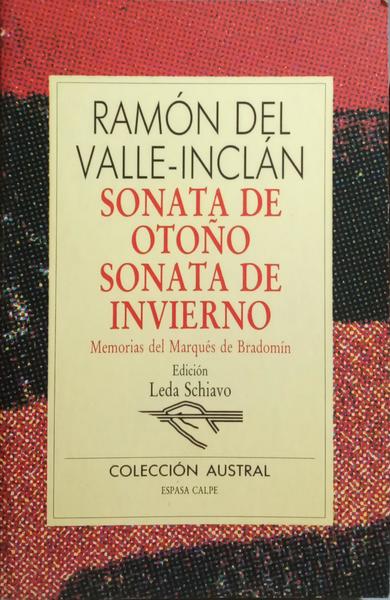 RAMÓN DEL
VALLE-INCLÁN
SONATA DE
OTOÑO
SONATA DE
INVIERNO
Memorias del Marqués de Bradomín
Edición
Leda Schiavo
COLECCIÓN AUSTRAL
ESPASA CALPE